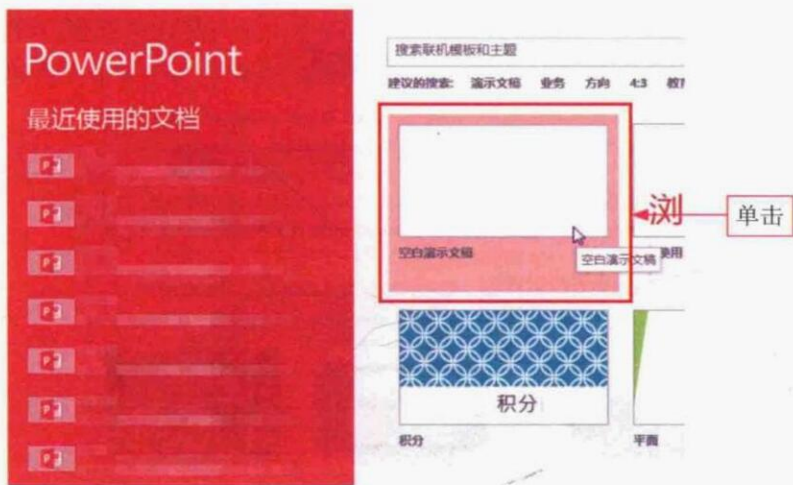 PowerPoint
最近使用的文档
搜索联机模板和主题
建议的搜索: 演示文稿 业务 方向 4:3
浏
单击
空白演示文稿
空白演示文稿
使用
积分
积分
平面